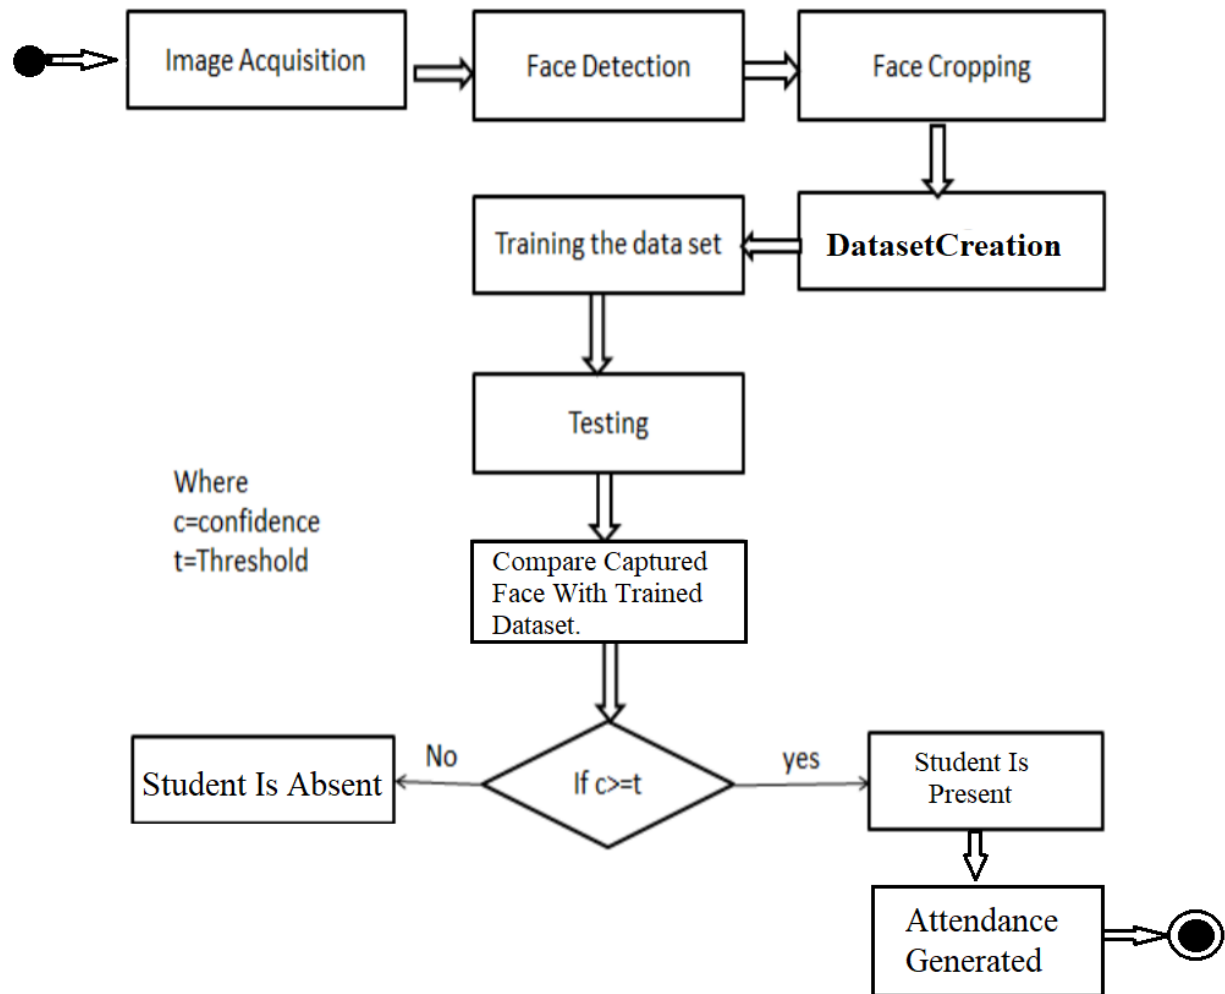 Image Acquisition
Face Detection
Face Cropping
DatasetCreation
Training the data set
Testing
Where
c=confidence
t=Threshold
Compare Captured
Face With Trained
Dataset.
If c>=t
No
yes
Student Is Absent
Student Is
Present
Attendance
Generated